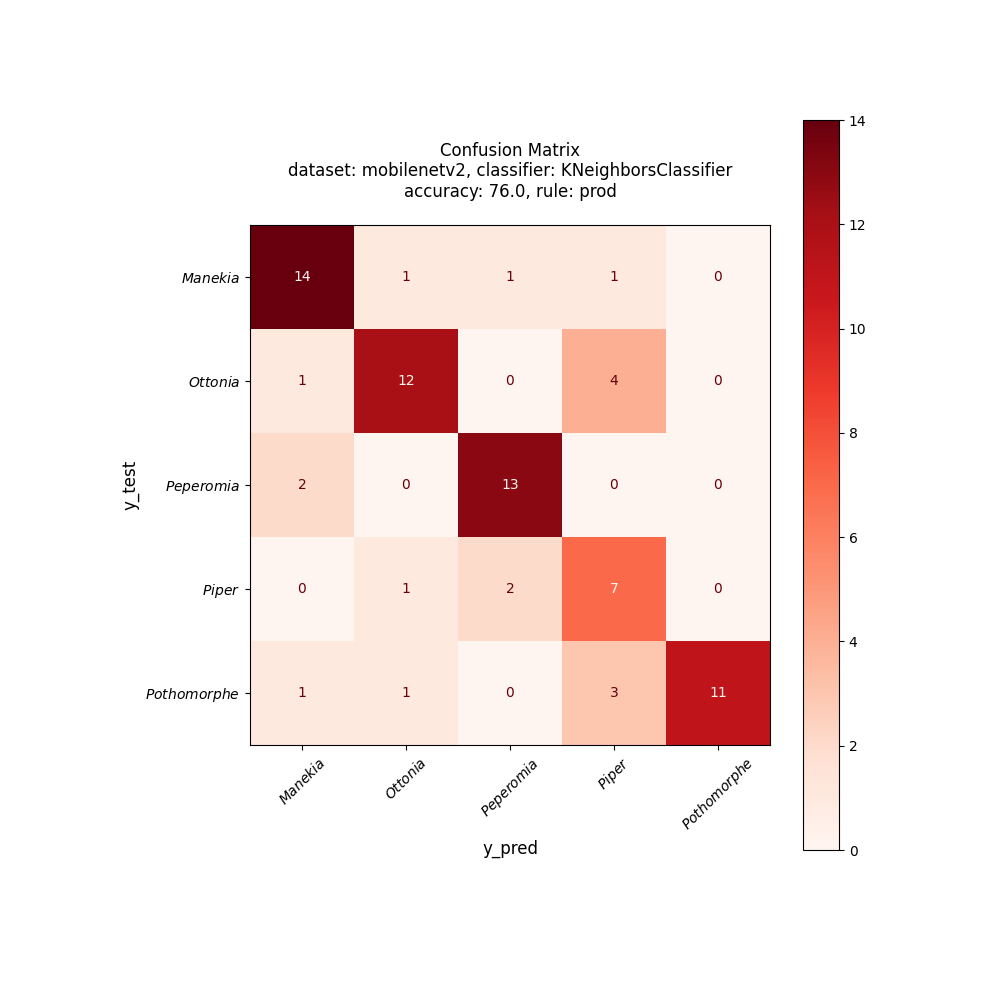 Confusion Matrix
dataset: mobilenetv2, classifier: KNeighborsClassifier
accuracy: 76.0, rule: prod
14
12
10
8
6
4
2
0
y_test
Manekia 14 1 1 1 0
Ottonia 1 12 0 4 0
Peperomia 2 0 13 0 0
Piper 0 1 2 7 0
Pothomorphe 1 1 0 3 11
Manekia Ottonia Peperomia Piper Pothomorphe
y_pred